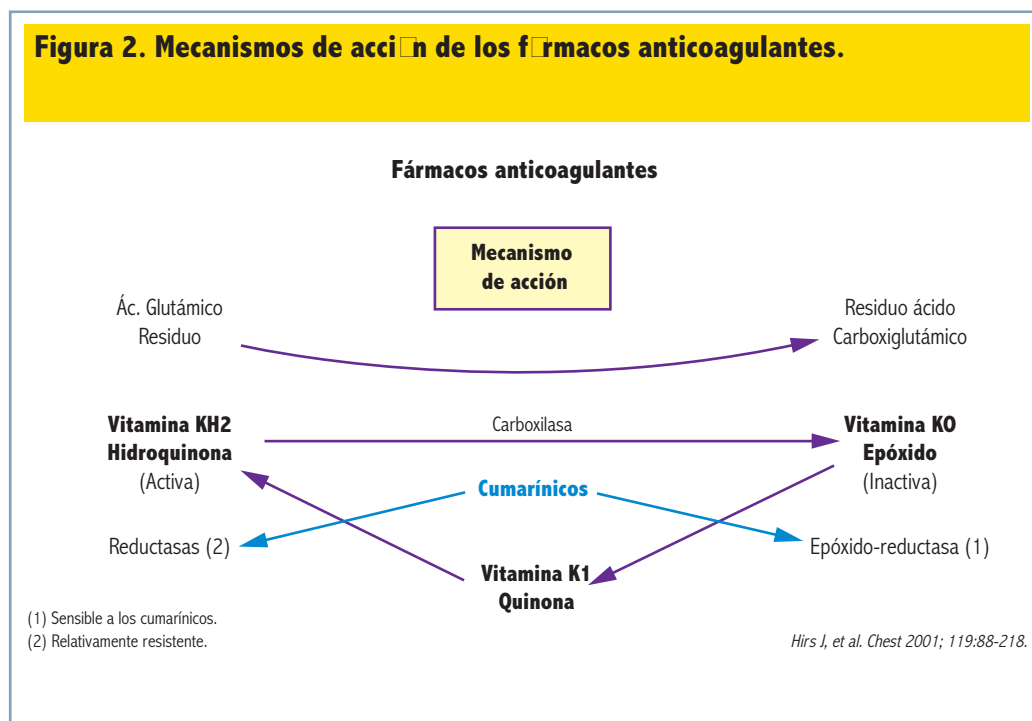 Figura 2. Mecanismos de acci□n de los f□rmacos anticoagulantes.
Fármacos anticoagulantes
Mecanismo
de acción
Ác. Glutámico
Residuo
Residuo ácido
Carboxiglutámico
Vitamina KH2
Hidroquinona
(Activa)
Carboxilasa
Vitamina KO
Epóxido
(Inactiva)
Cumarínicos
Reductasas (2)
Epóxido-reductasa (1)
Vitamina K1
Quinona
(1) Sensible a los cumarínicos.
(2) Relativamente resistente.
Hirs J, et al. Chest 2001; 119:88-218.